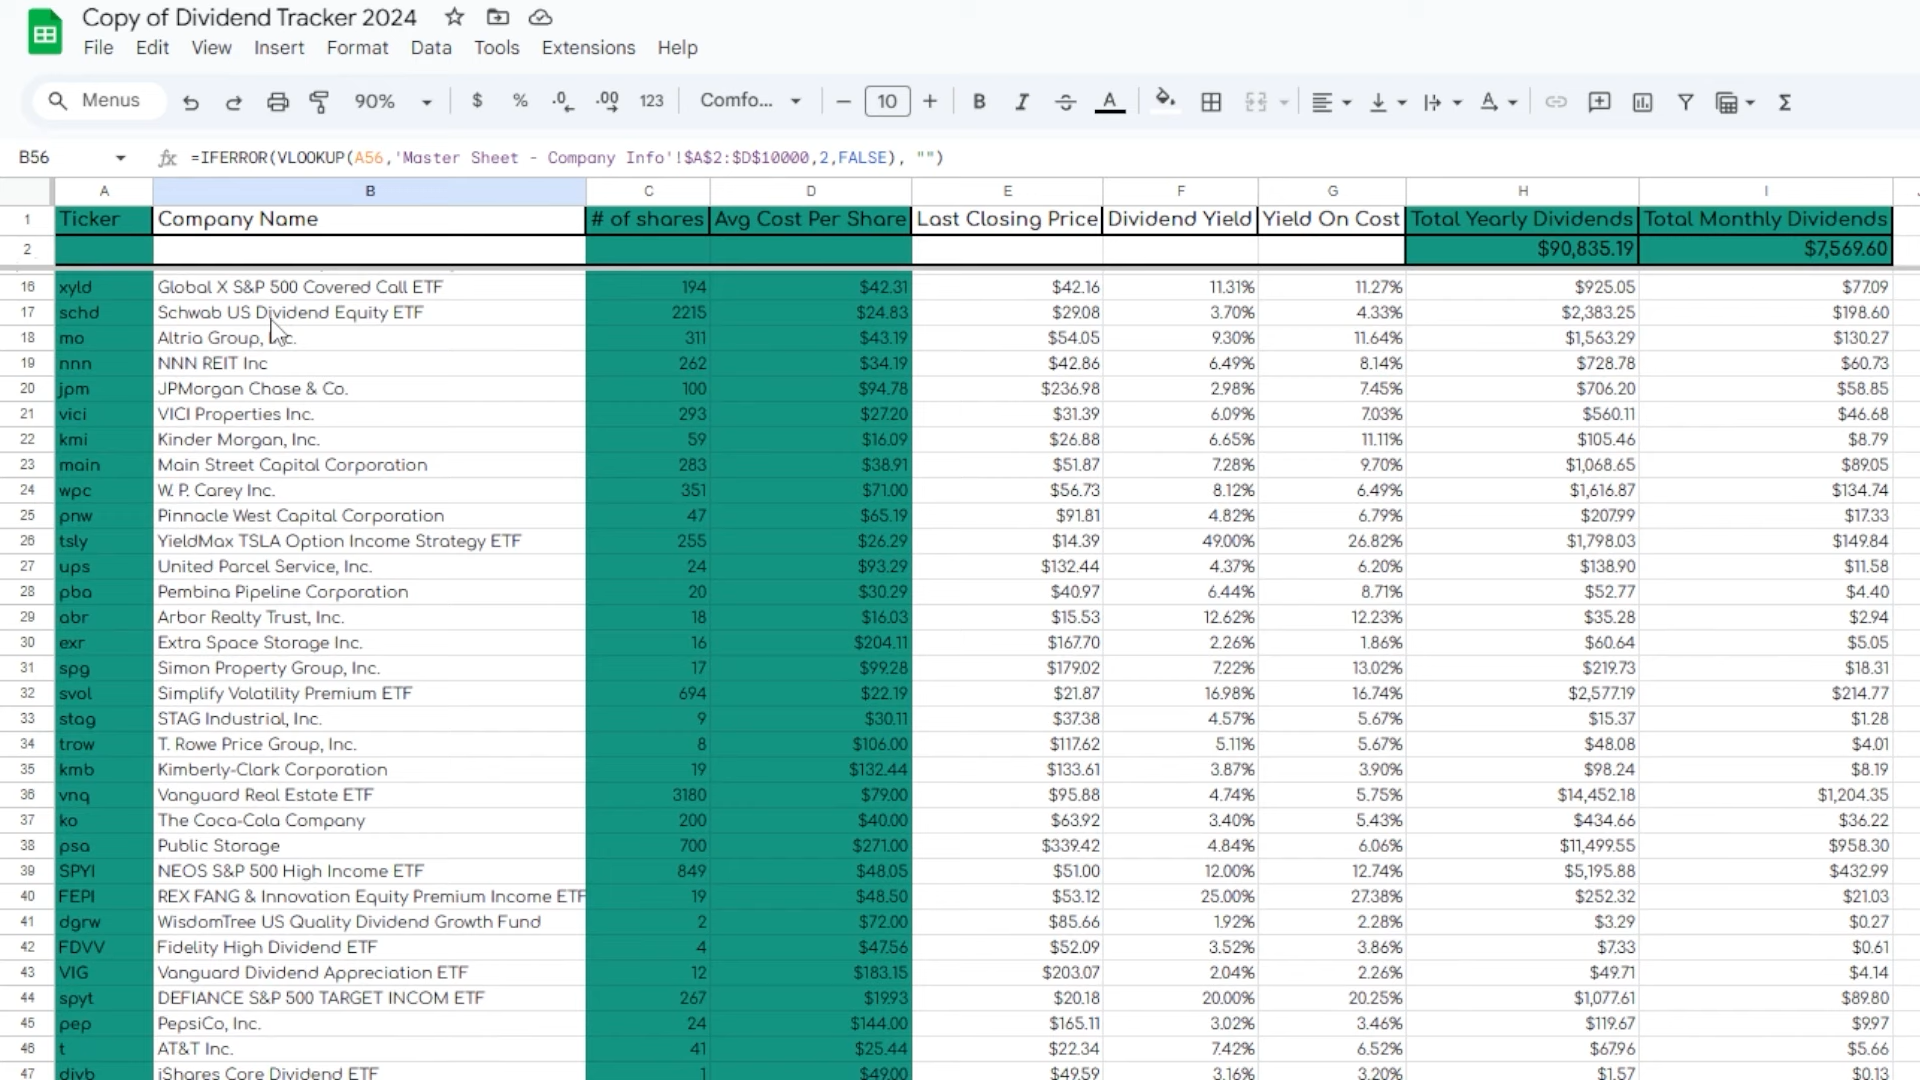 Copy of Dividend Tracker 2024
File Edit View Insert Format Data Tools Extensions Help
Menus 90% $ % .0 .00 123 Comfo... 10 B I A
B56 fx =IFERROR(VLOOKUP(A56,'Master Sheet - Company Info'!$A$2:$D$10000,2,FALSE), "")
A B C D E F G H I
1 Ticker Company Name # of shares Avg Cost Per Share Last Closing Price Dividend Yield Yield On Cost Total Yearly Dividends Total Monthly Dividends
2 $90,835.19 $7,569.60
16 xyld Global X S&P 500 Covered Call ETF 194 $42.31 $42.16 11.31% 11.27% $925.05 $77.09
17 schd Schwab US Dividend Equity ETF 2215 $24.83 $29.08 3.70% 4.33% $2,383.25 $198.60
18 mo Altria Group, Inc. 311 $43.19 $54.05 9.30% 11.64% $1,563.29 $130.27
19 nnn NNN REIT Inc 262 $34.19 $42.86 6.49% 8.14% $728.78 $60.73
20 jpm JPMorgan Chase & Co. 100 $94.78 $236.98 2.98% 7.45% $706.20 $58.85
21 vici VICI Properties Inc. 293 $27.20 $31.39 6.09% 7.03% $560.11 $46.68
22 kmi Kinder Morgan, Inc. 59 $16.09 $26.88 6.65% 11.11% $105.46 $8.79
23 main Main Street Capital Corporation 283 $38.91 $51.87 7.28% 9.70% $1,068.65 $89.05
24 wpc W. P. Carey Inc. 351 $71.00 $56.73 8.12% 6.49% $1,616.87 $134.74
25 pnw Pinnacle West Capital Corporation 47 $65.19 $91.81 4.82% 6.79% $207.99 $17.33
26 tsly YieldMax TSLA Option Income Strategy ETF 255 $26.29 $14.39 49.00% 26.82% $1,798.03 $149.84
27 ups United Parcel Service, Inc. 24 $93.29 $132.44 4.37% 6.20% $138.90 $11.58
28 pba Pembina Pipeline Corporation 20 $30.29 $40.97 6.44% 8.71% $52.77 $4.40
29 abr Arbor Realty Trust, Inc. 18 $16.03 $15.53 12.62% 12.23% $35.28 $2.94
30 exr Extra Space Storage Inc. 16 $204.11 $167.70 2.26% 1.86% $60.64 $5.05
31 spg Simon Property Group, Inc. 17 $99.28 $179.02 7.22% 13.02% $219.73 $18.31
32 svol Simplify Volatility Premium ETF 694 $22.19 $21.87 16.98% 16.74% $2,577.19 $214.77
33 stag STAG Industrial, Inc. 9 $30.11 $37.38 4.57% 5.67% $15.37 $1.28
34 trow T. Rowe Price Group, Inc. 8 $106.00 $117.62 5.11% 5.67% $48.08 $4.01
35 kmb Kimberly-Clark Corporation 19 $132.44 $133.61 3.87% 3.90% $98.24 $8.19
36 vnq Vanguard Real Estate ETF 3180 $79.00 $95.88 4.74% 5.75% $14,452.18 $1,204.35
37 ko The Coca-Cola Company 200 $40.00 $63.92 3.40% 5.43% $434.66 $36.22
38 psa Public Storage 700 $271.00 $339.42 4.84% 6.06% $11,499.55 $958.30
39 SPYI NEOS S&P 500 High Income ETF 849 $48.05 $51.00 12.00% 12.74% $5,195.88 $432.99
40 FEPI REX FANG & Innovation Equity Premium Income ETF 19 $48.50 $53.12 25.00% 27.38% $252.32 $21.03
41 dgrw WisdomTree US Quality Dividend Growth Fund 2 $72.00 $85.66 1.92% 2.28% $3.29 $0.27
42 FDVV Fidelity High Dividend ETF 4 $47.56 $52.09 3.52% 3.86% $7.33 $0.61
43 VIG Vanguard Dividend Appreciation ETF 12 $183.15 $203.07 2.04% 2.26% $49.71 $4.14
44 spyt DEFIANCE S&P 500 TARGET INCOM ETF 267 $19.93 $20.18 20.00% 20.25% $1,077.61 $89.80
45 pep PepsiCo, Inc. 24 $144.00 $165.11 3.02% 3.46% $119.67 $9.97
46 t AT&T Inc. 41 $25.44 $22.34 7.42% 6.52% $67.96 $5.66
47 divb iShares Core Dividend ETF 1 $49.00 $49.59 3.16% 3.20% $1.57 $0.13